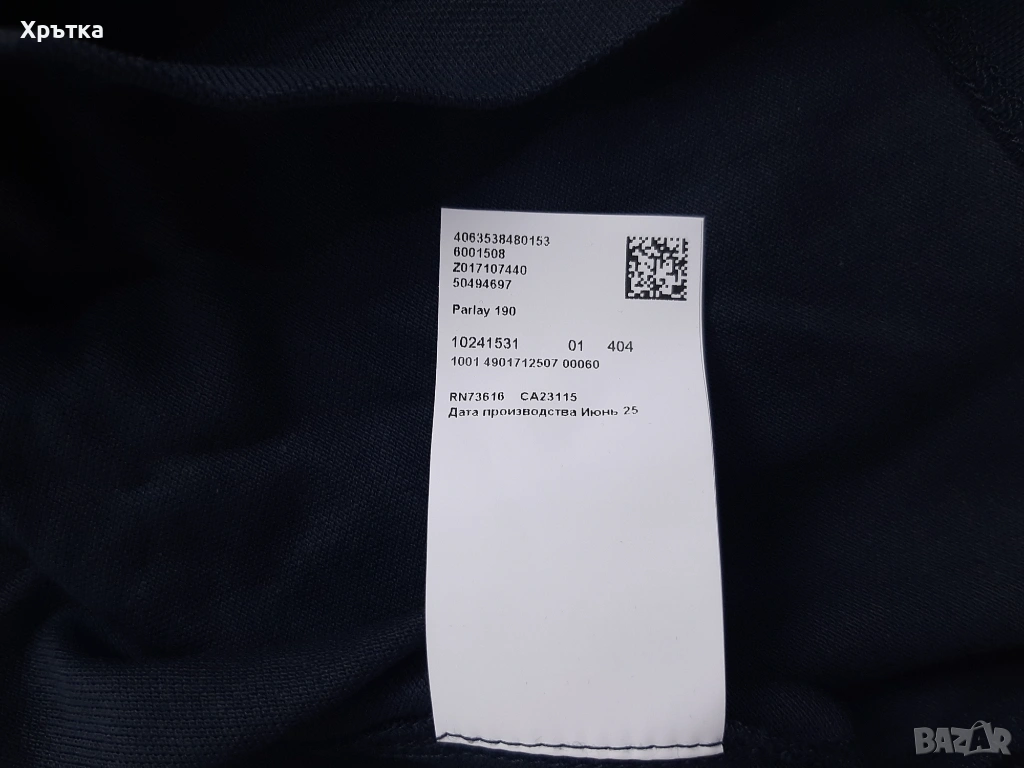 Хрътка
4063538480153
6001508
Z017107440
50494697
Parlay 190
10241531 01 404
1001 4901712507 00060
RN73616 CA23115
Дата производства Июнь 25
BAZAR